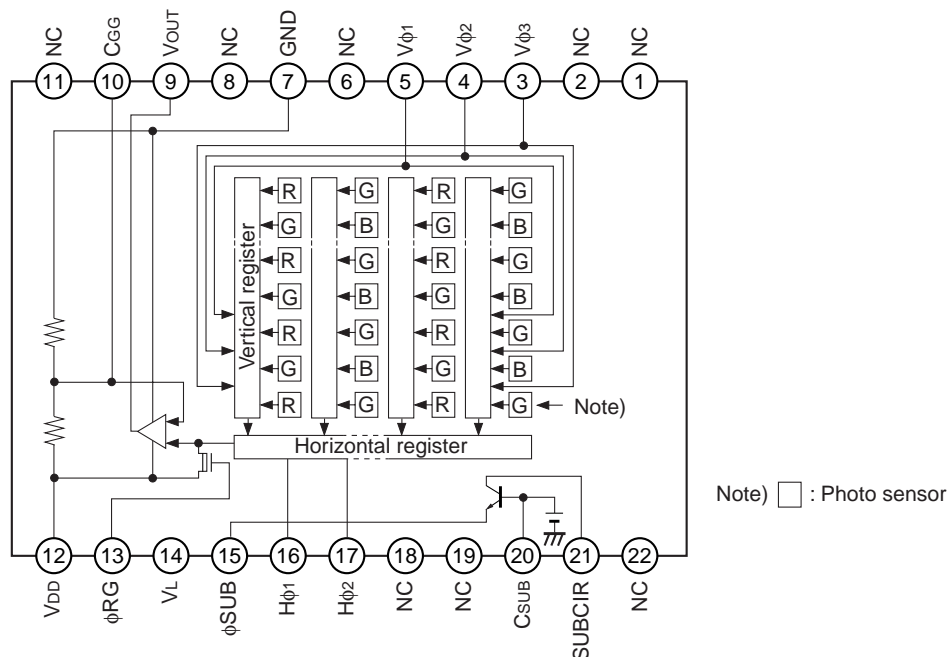 NC CGG VOUT NC GND NC Vϕ1 Vϕ2 Vϕ3 NC NC
11 10 9 8 7 6 5 4 3 2 1
Vertical register
R G R G
G B G B
R G R G
G B G B
R G R G
G B G B
R G R G Note)
Horizontal register
Note) : Photo sensor
12 13 14 15 16 17 18 19 20 21 22
VDD ϕRG VL ϕSUB Hϕ1 Hϕ2 NC NC CSUB SUBCIR NC